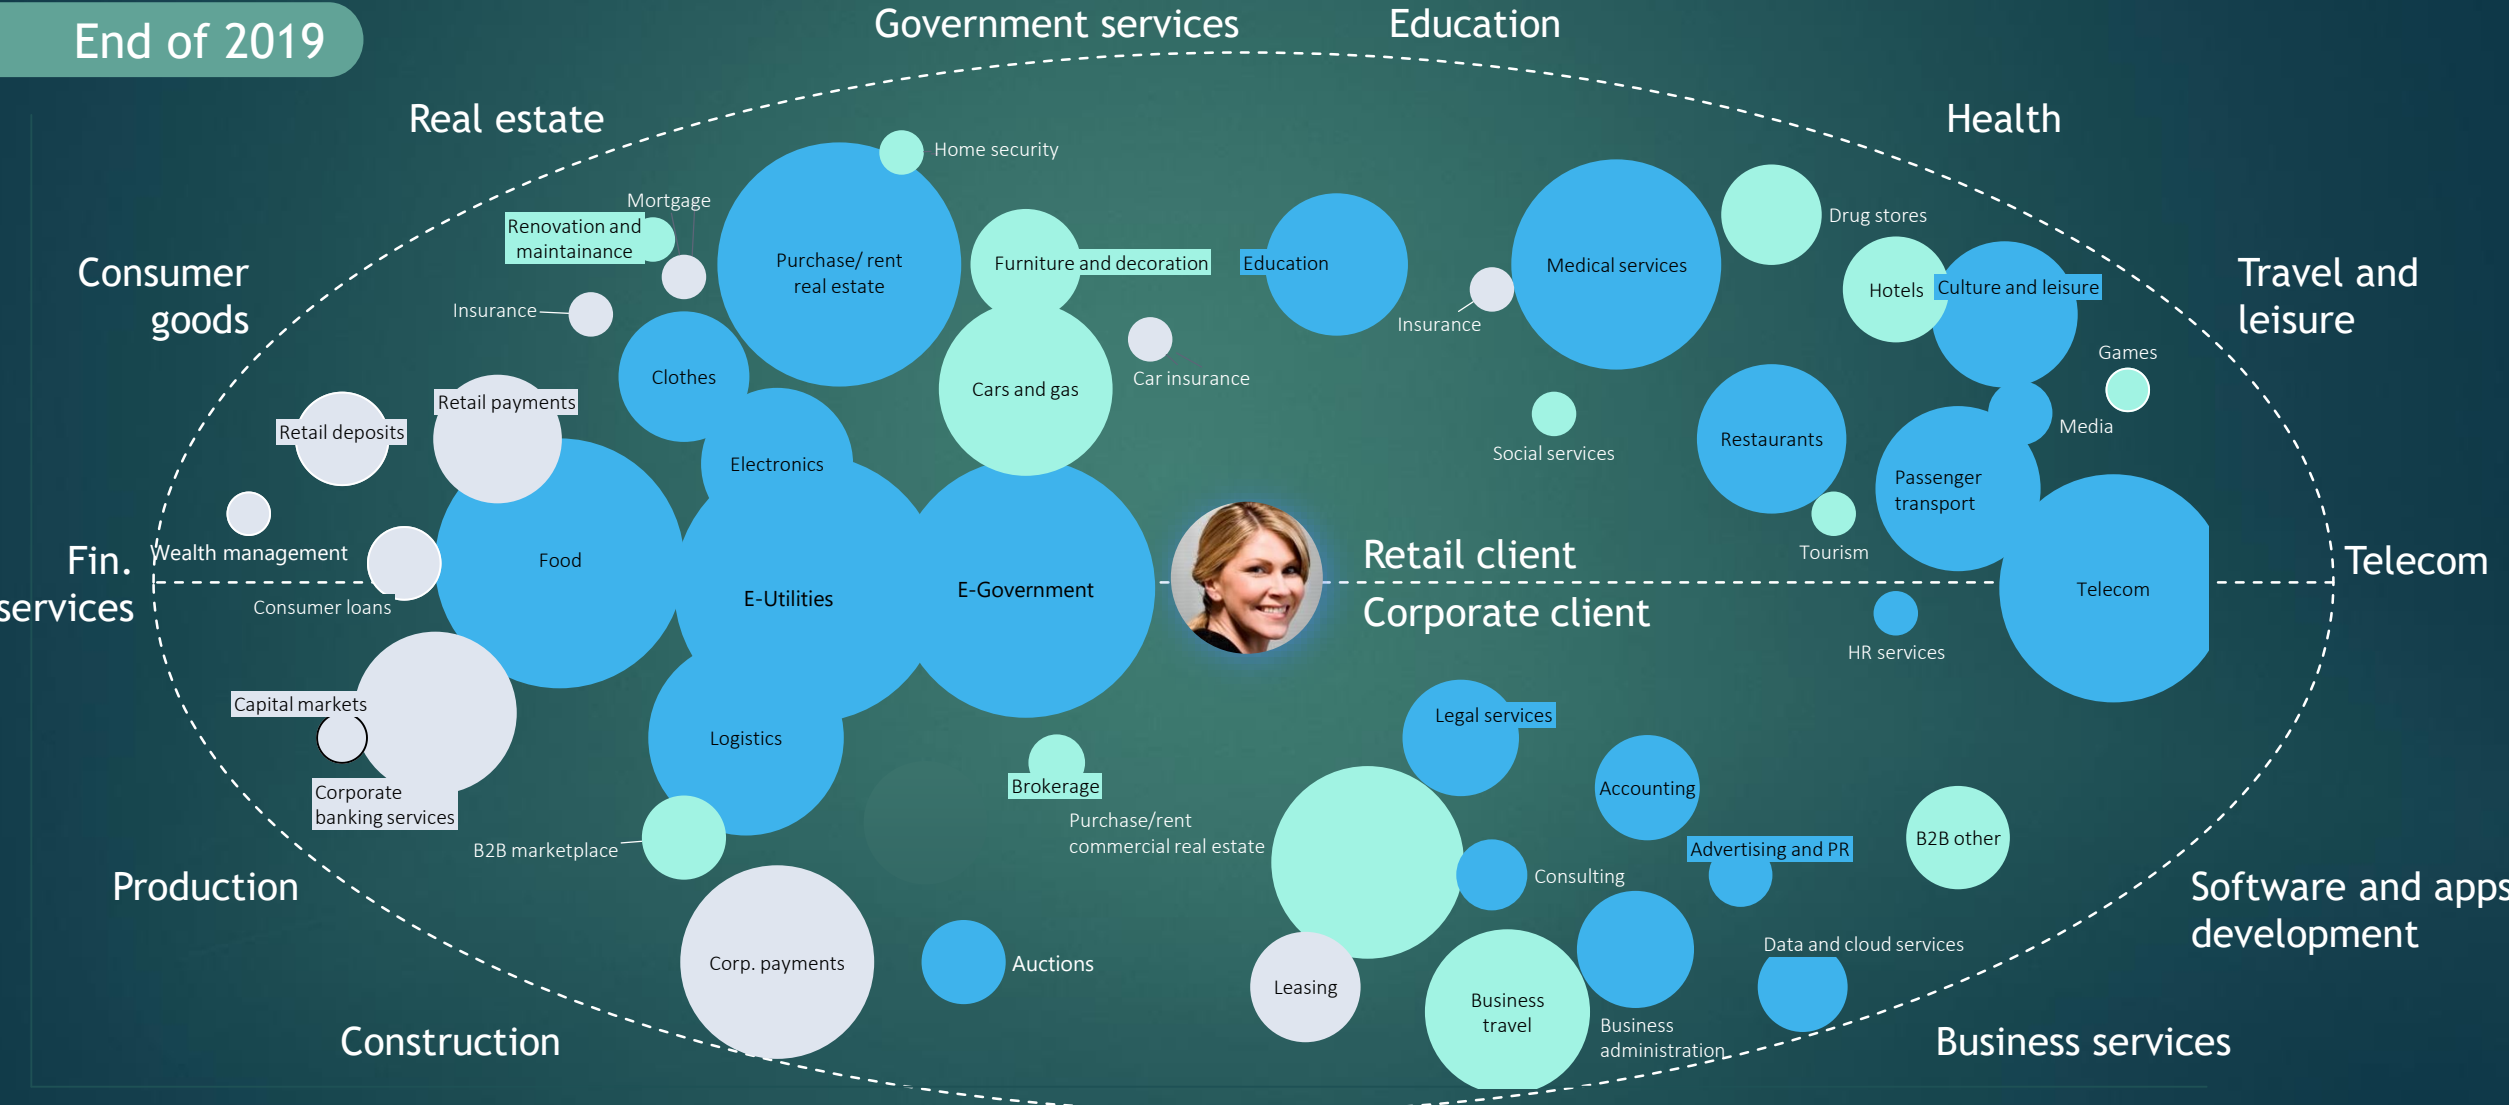 End of 2019
Government services
Education
Real estate
Health
Home security
Mortgage
Renovation and
maintainance
Drug stores
Consumer
goods
Purchase/ rent
real estate
Furniture and decoration
Education
Medical services
Hotels
Culture and leisure
Travel and
leisure
Insurance
Insurance
Games
Clothes
Cars and gas
Car insurance
Retail payments
Retail deposits
Media
Restaurants
Social services
Electronics
Passenger
transport
Wealth management
Tourism
Fin.
services
Food
Retail client
Telecom
E-Utilities
E-Government
Telecom
Consumer loans
Corporate client
HR services
Capital markets
Legal services
Logistics
Corporate
banking services
Brokerage
Accounting
Purchase/rent
commercial real estate
B2B other
B2B marketplace
Advertising and PR
Consulting
Production
Software and apps
development
Data and cloud services
Corp. payments
Auctions
Leasing
Business
travel
Business
administration
Construction
Business services